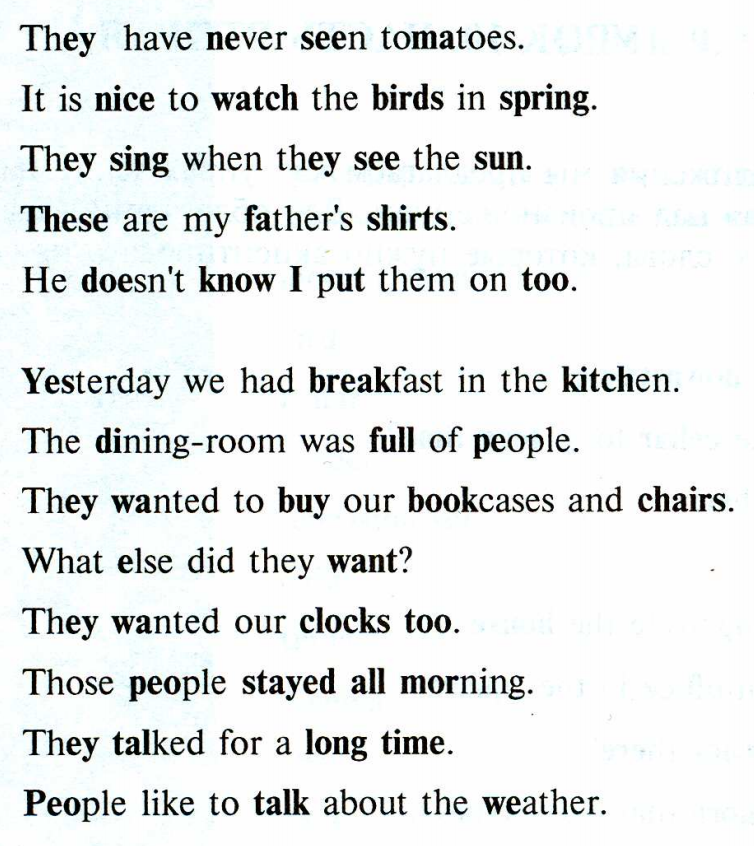 They have never seen tomatoes.
It is nice to watch the birds in spring.
They sing when they see the sun.
These are my father's shirts.
He doesn't know I put them on too.
Yesterday we had breakfast in the kitchen.
The dining-room was full of people.
They wanted to buy our bookcases and chairs.
What else did they want?
They wanted our clocks too.
Those people stayed all morning.
They talked for a long time.
People like to talk about the weather.